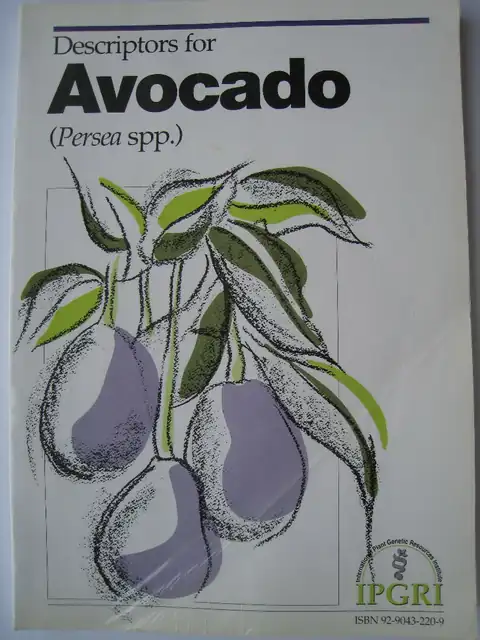 Descriptors for
Avocado
(Persea spp.)
International Plant Genetic Resources Institute
IPGRI
ISBN 92-9043-220-9